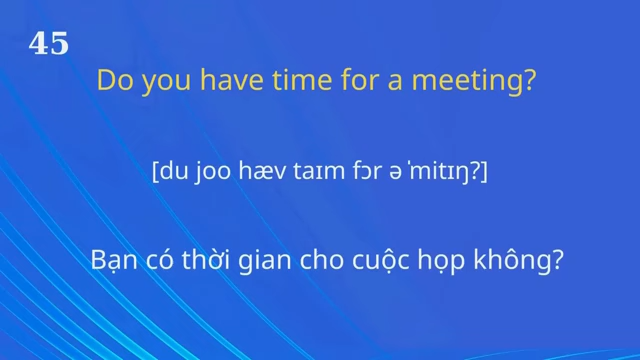 45
Do you have time for a meeting?
[du joo hæv taɪm fɔr ə ˈmitɪŋ?]
Bạn có thời gian cho cuộc họp không?